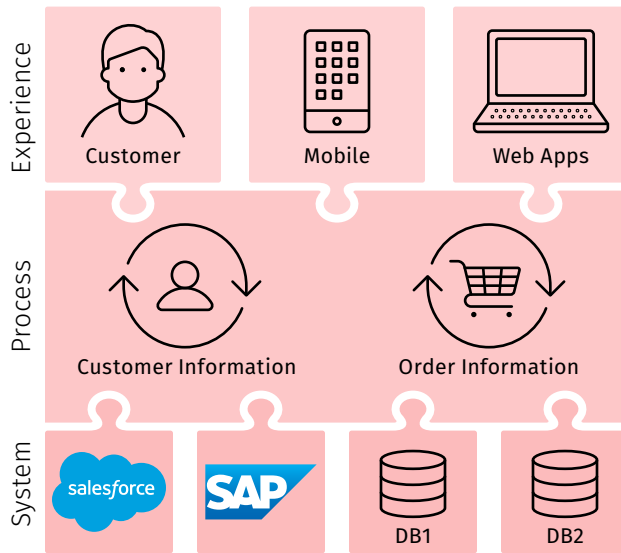 Experience
Customer
Mobile
Web Apps
Process
Customer Information
Order Information
System
salesforce
SAP
DB1
DB2